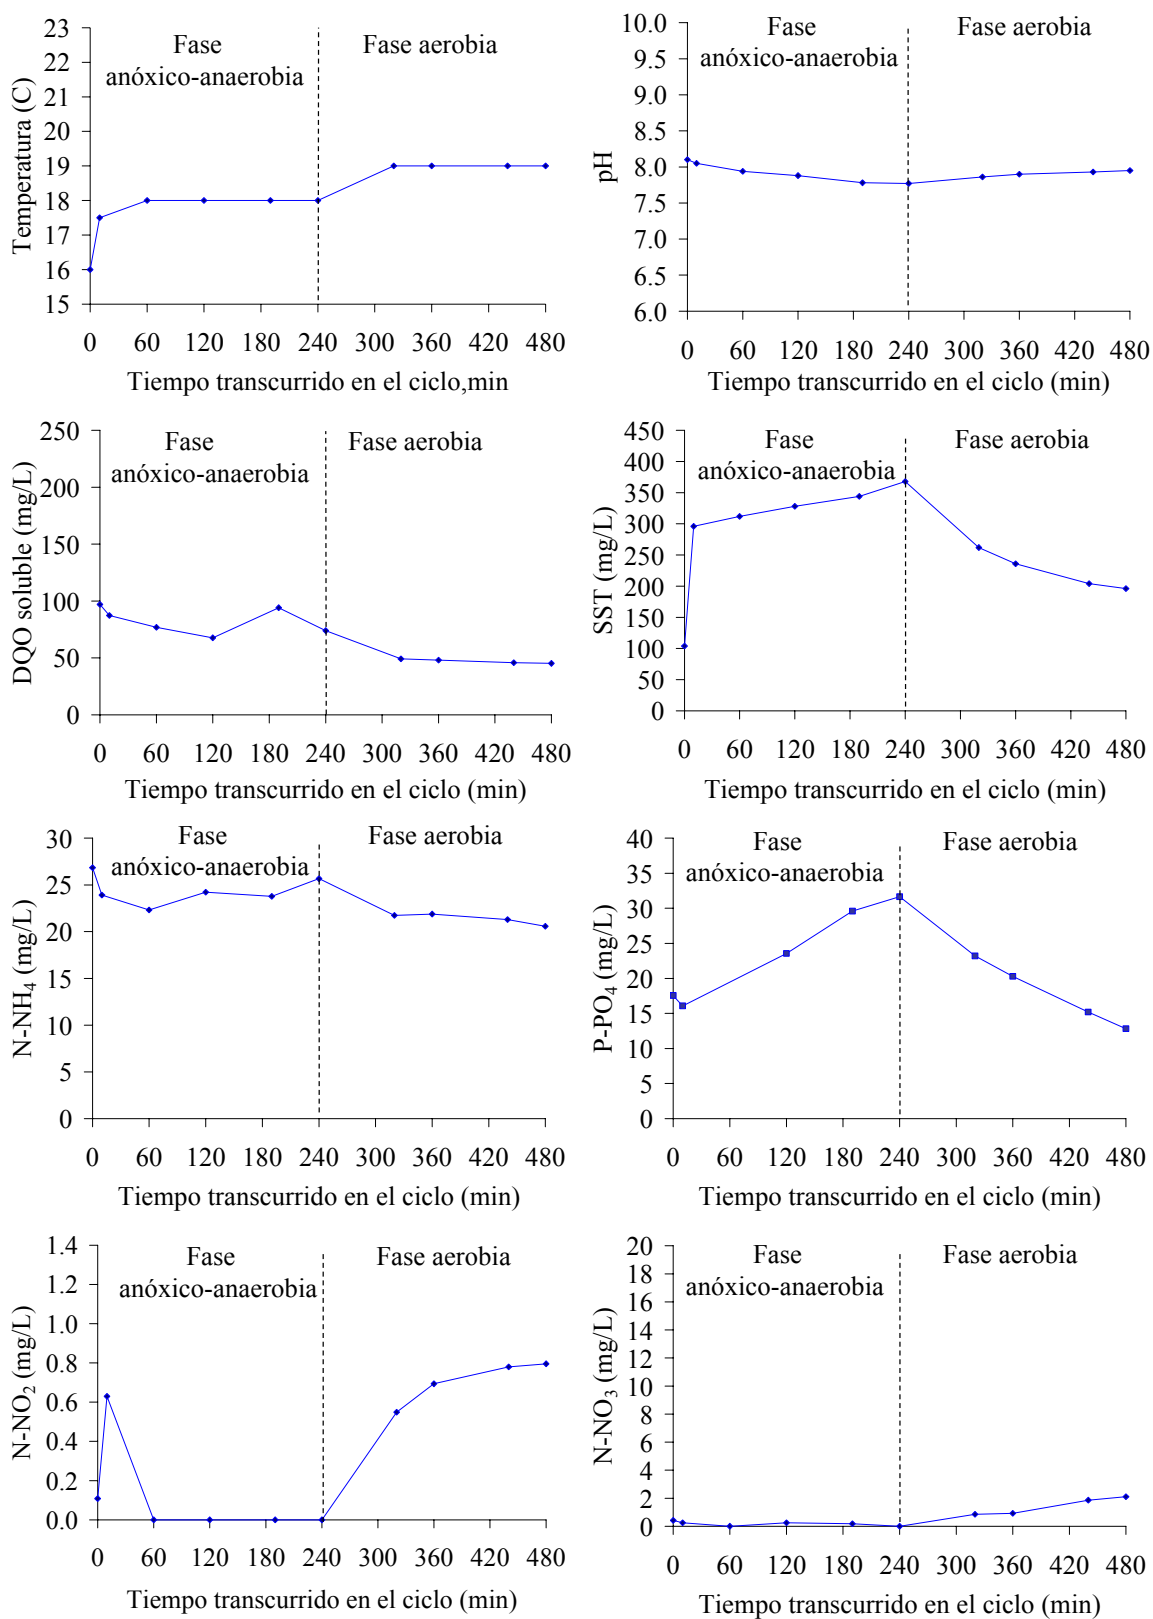 Temperatura (C)
23
22
21
20
19
18
17
16
15
Fase
anóxico-anaerobia
Fase aerobia
0 60 120 180 240 300 360 420 480
Tiempo transcurrido en el ciclo,min
pH
10.0
9.5
9.0
8.5
8.0
7.5
7.0
6.5
6.0
Fase
anóxico-anaerobia
Fase aerobia
0 60 120 180 240 300 360 420 480
Tiempo transcurrido en el ciclo (min)
DQO soluble (mg/L)
250
200
150
100
50
0
Fase
anóxico-anaerobia
Fase aerobia
0 60 120 180 240 300 360 420 480
Tiempo transcurrido en el ciclo (min)
SST (mg/L)
450
400
350
300
250
200
150
100
50
0
Fase
anóxico-anaerobia
Fase aerobia
0 60 120 180 240 300 360 420 480
Tiempo transcurrido en el ciclo (min)
N-NH4 (mg/L)
30
25
20
15
10
5
0
Fase
anóxico-anaerobia
Fase aerobia
0 60 120 180 240 300 360 420 480
Tiempo transcurrido en el ciclo (min)
P-PO4 (mg/L)
40
35
30
25
20
15
10
5
0
Fase
anóxico-anaerobia
Fase aerobia
0 60 120 180 240 300 360 420 480
Tiempo transcurrido en el ciclo (min)
N-NO2 (mg/L)
1.4
1.2
1.0
0.8
0.6
0.4
0.2
0.0
Fase
anóxico-anaerobia
Fase aerobia
0 60 120 180 240 300 360 420 480
Tiempo transcurrido en el ciclo (min)
N-NO3 (mg/L)
20
18
16
14
12
10
8
6
4
2
0
Fase
anóxico-anaerobia
Fase aerobia
0 60 120 180 240 300 360 420 480
Tiempo transcurrido en el ciclo (min)